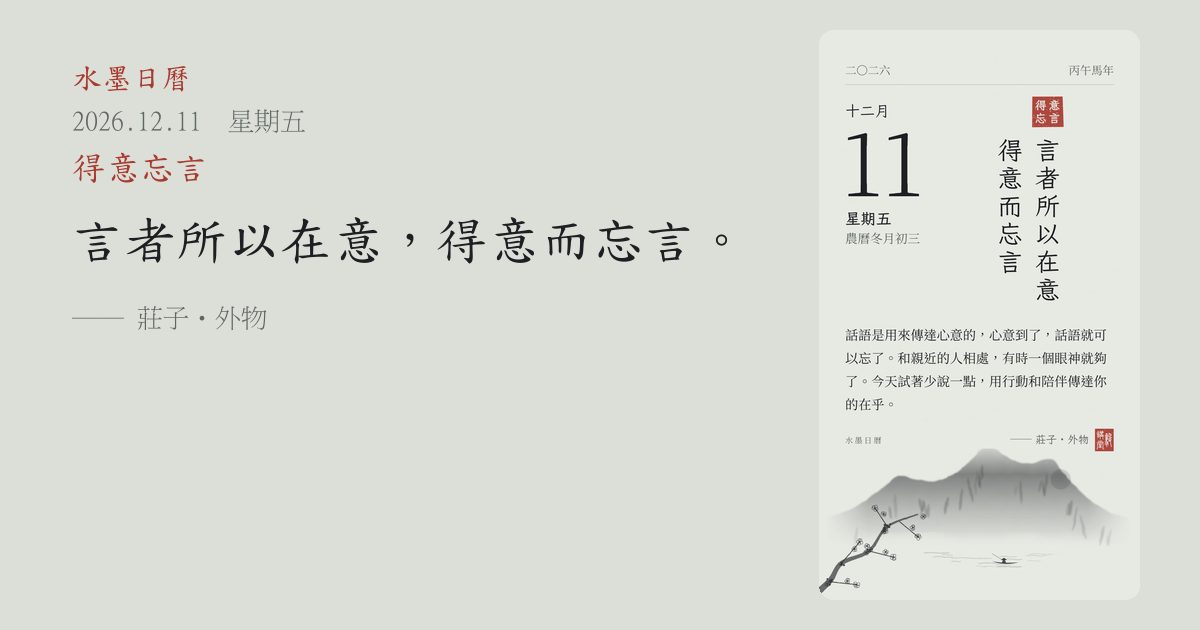 水墨日曆
2026.12.11 星期五
得意忘言
言者所以在意，得意而忘言。
—— 莊子・外物
二〇二六
丙午馬年
十二月
11
星期五
農曆冬月初三
得意忘言
言者所以在意
得意而忘言
話語是用來傳達心意的，心意到了，話語就可
以忘了。和親近的人相處，有時一個眼神就夠
了。今天試著少說一點，用行動和陪伴傳達你
的在乎。
水墨日曆
—— 莊子・外物